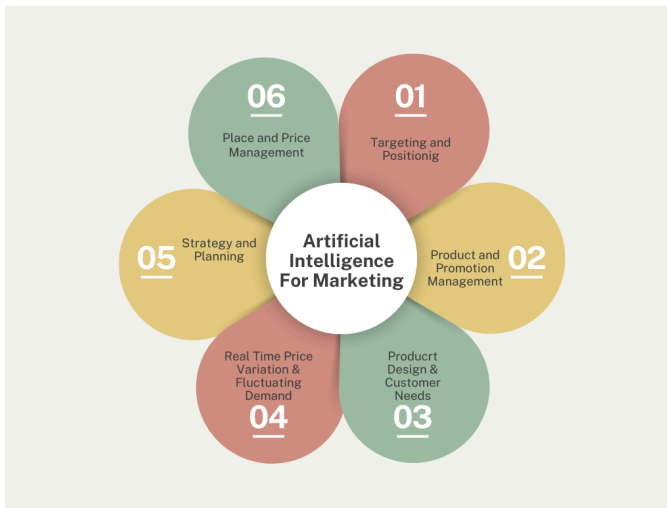 Artificial
Intelligence
For Marketing
01
Targeting and
Positionig
02
Product and
Promotion
Management
Producrt
Design &
Customer
Needs
03
Real Time Price
Variation &
Fluctuating
Demand
04
05
Strategy and
Planning
06
Place and Price
Management